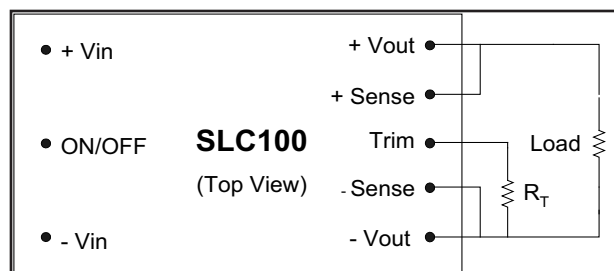 + Vin
+ Vout
+ Sense
ON/OFF
SLC100
Trim
Load
(Top View)
- Sense
R_T
- Vin
- Vout